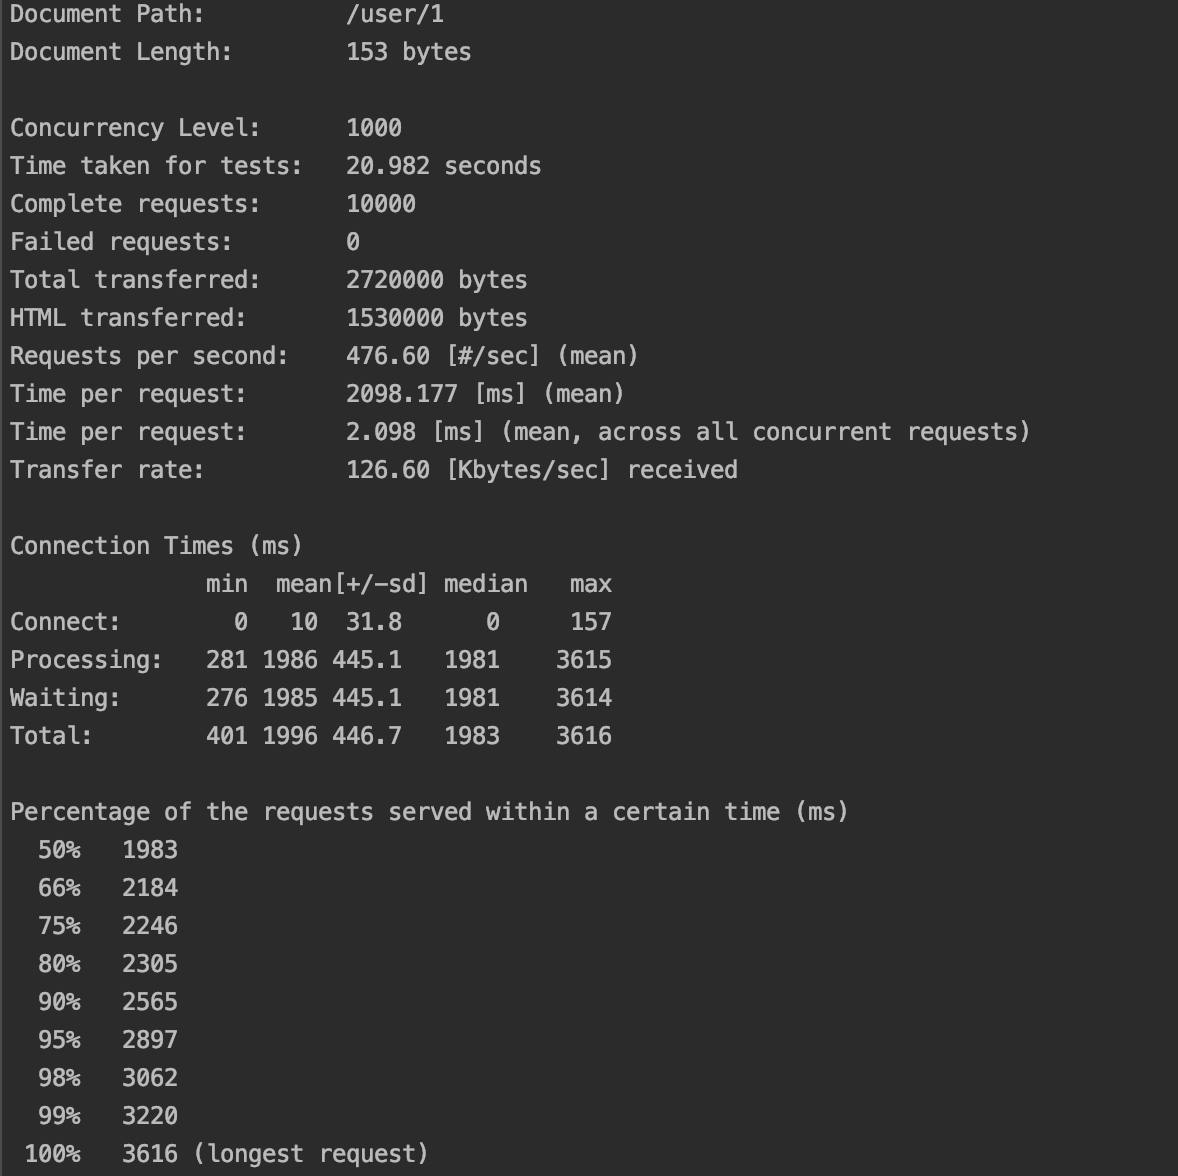 Document Path:          /user/1
Document Length:        153 bytes

Concurrency Level:      1000
Time taken for tests:   20.982 seconds
Complete requests:      10000
Failed requests:        0
Total transferred:      2720000 bytes
HTML transferred:       1530000 bytes
Requests per second:    476.60 [#/sec] (mean)
Time per request:       2098.177 [ms] (mean)
Time per request:       2.098 [ms] (mean, across all concurrent requests)
Transfer rate:          126.60 [Kbytes/sec] received

Connection Times (ms)
              min  mean[+/-sd] median   max
Connect:        0   10  31.8      0     157
Processing:   281 1986 445.1   1981    3615
Waiting:      276 1985 445.1   1981    3614
Total:        401 1996 446.7   1983    3616

Percentage of the requests served within a certain time (ms)
  50%   1983
  66%   2184
  75%   2246
  80%   2305
  90%   2565
  95%   2897
  98%   3062
  99%   3220
 100%   3616 (longest request)